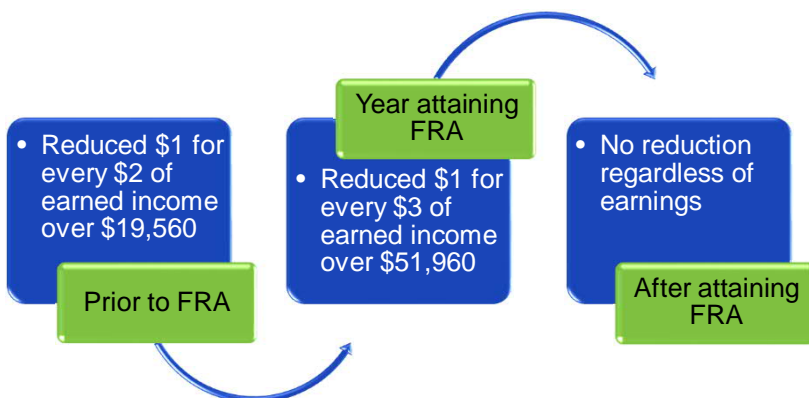 • Reduced $1 for
every $2 of
earned income
over $19,560
Prior to FRA
Year attaining
FRA
• Reduced $1 for
every $3 of
earned income
over $51,960
• No reduction
regardless of
earnings
After attaining
FRA